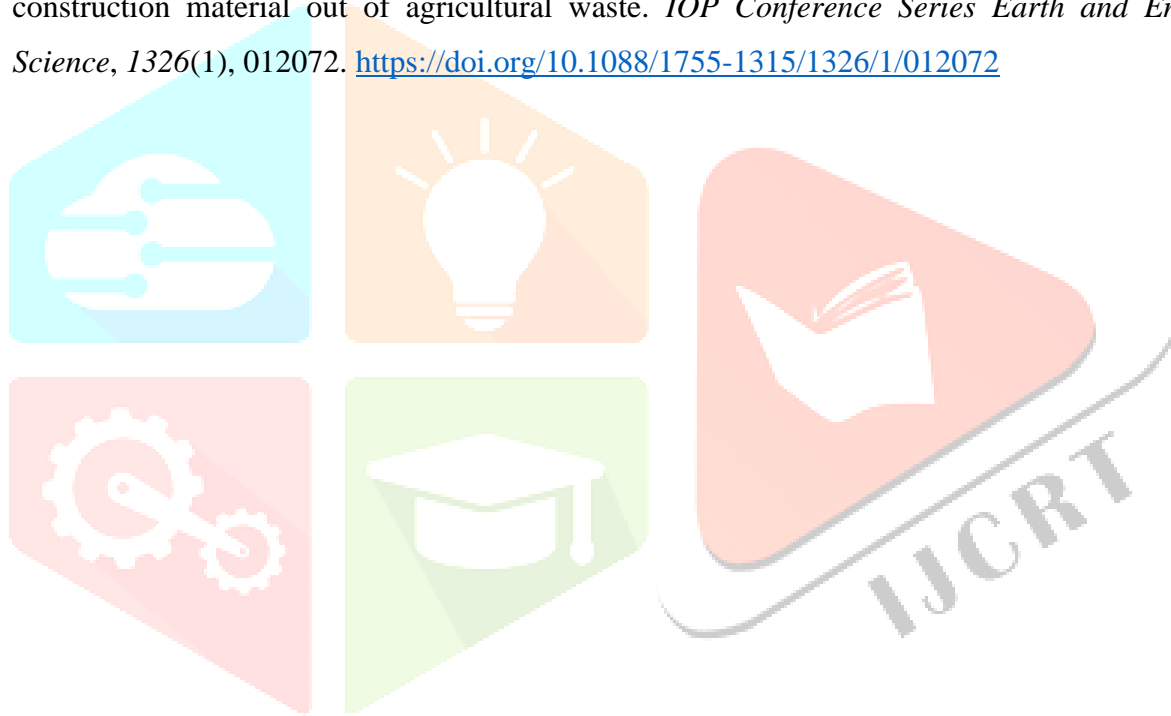 construction material out of agricultural waste. IOP Conference Series Earth and
Science, 1326(1), 012072. https://doi.org/10.1088/1755-1315/1326/1/012072
IJCRT